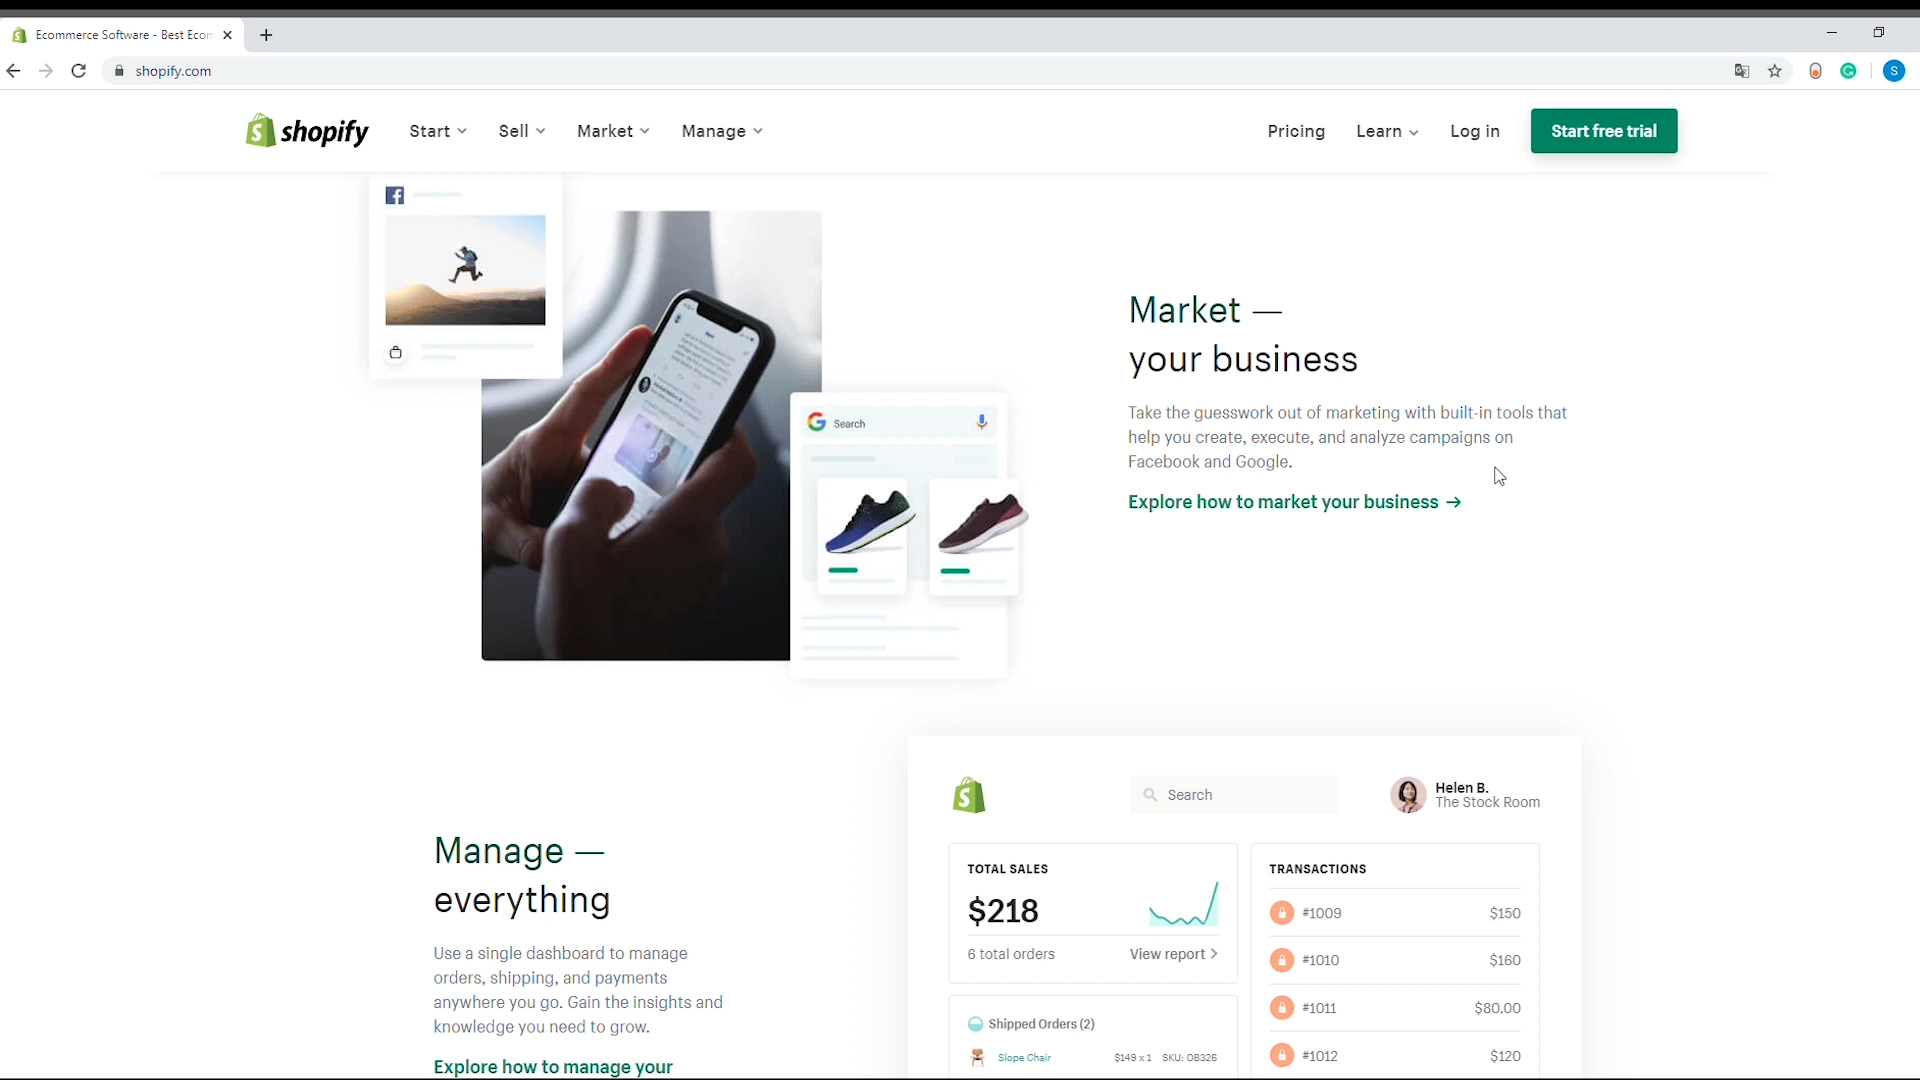 Ecommerce Software - Best Econ
shopify.com
S
shopify
Start
Sell
Market
Manage
Pricing
Learn
Log in
Start free trial
Search
Market —
your business
Take the guesswork out of marketing with built-in tools that
help you create, execute, and analyze campaigns on
Facebook and Google.
Explore how to market your business →
Manage —
everything
Use a single dashboard to manage
orders, shipping, and payments
anywhere you go. Gain the insights and
knowledge you need to grow.
Explore how to manage your
Search
Helen B.
The Stock Room
TOTAL SALES
$218
6 total orders
View report >
Shipped Orders (2)
Slope Chair $149 x 1 SKU: OB326
TRANSACTIONS
#1009 $150
#1010 $160
#1011 $80.00
#1012 $120